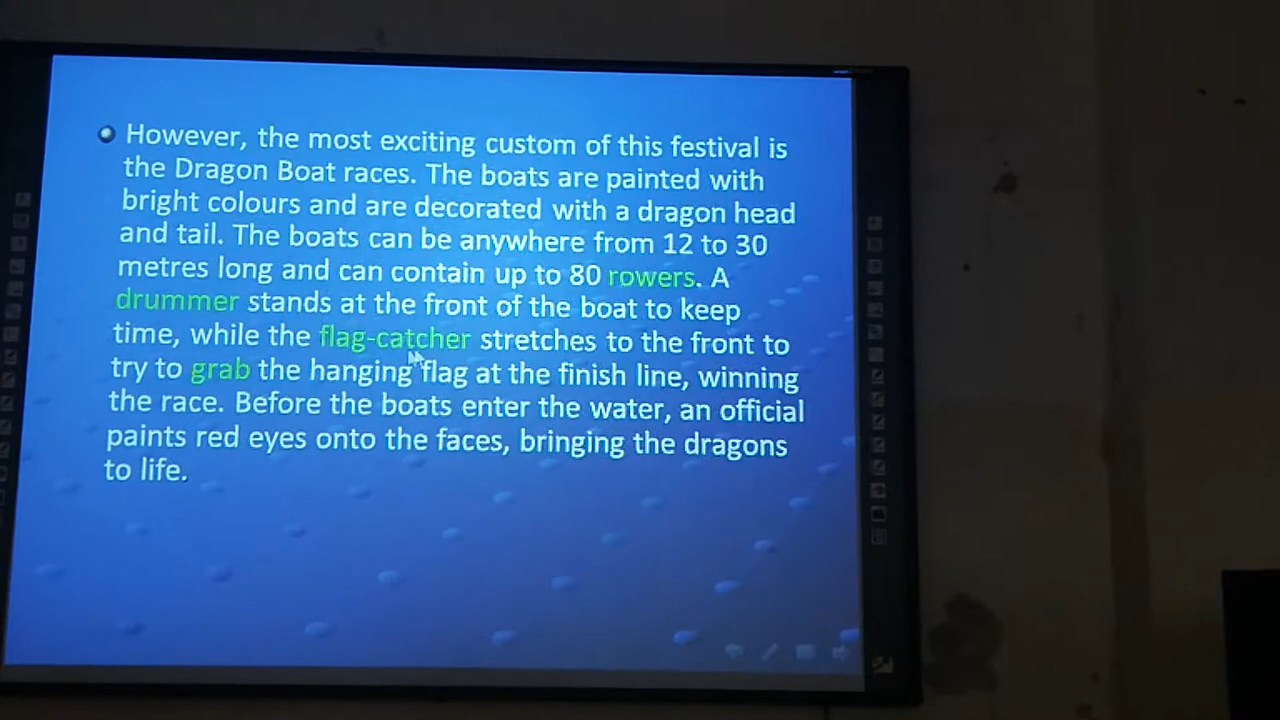 However, the most exciting custom of this festival is
the Dragon Boat races. The boats are painted with
bright colours and are decorated with a dragon head
and tail. The boats can be anywhere from 12 to 30
metres long and can contain up to 80 rowers. A
drummer stands at the front of the boat to keep
time, while the flag-catcher stretches to the front to
try to grab the hanging flag at the finish line, winning
the race. Before the boats enter the water, an official
paints red eyes onto the faces, bringing the dragons
to life.